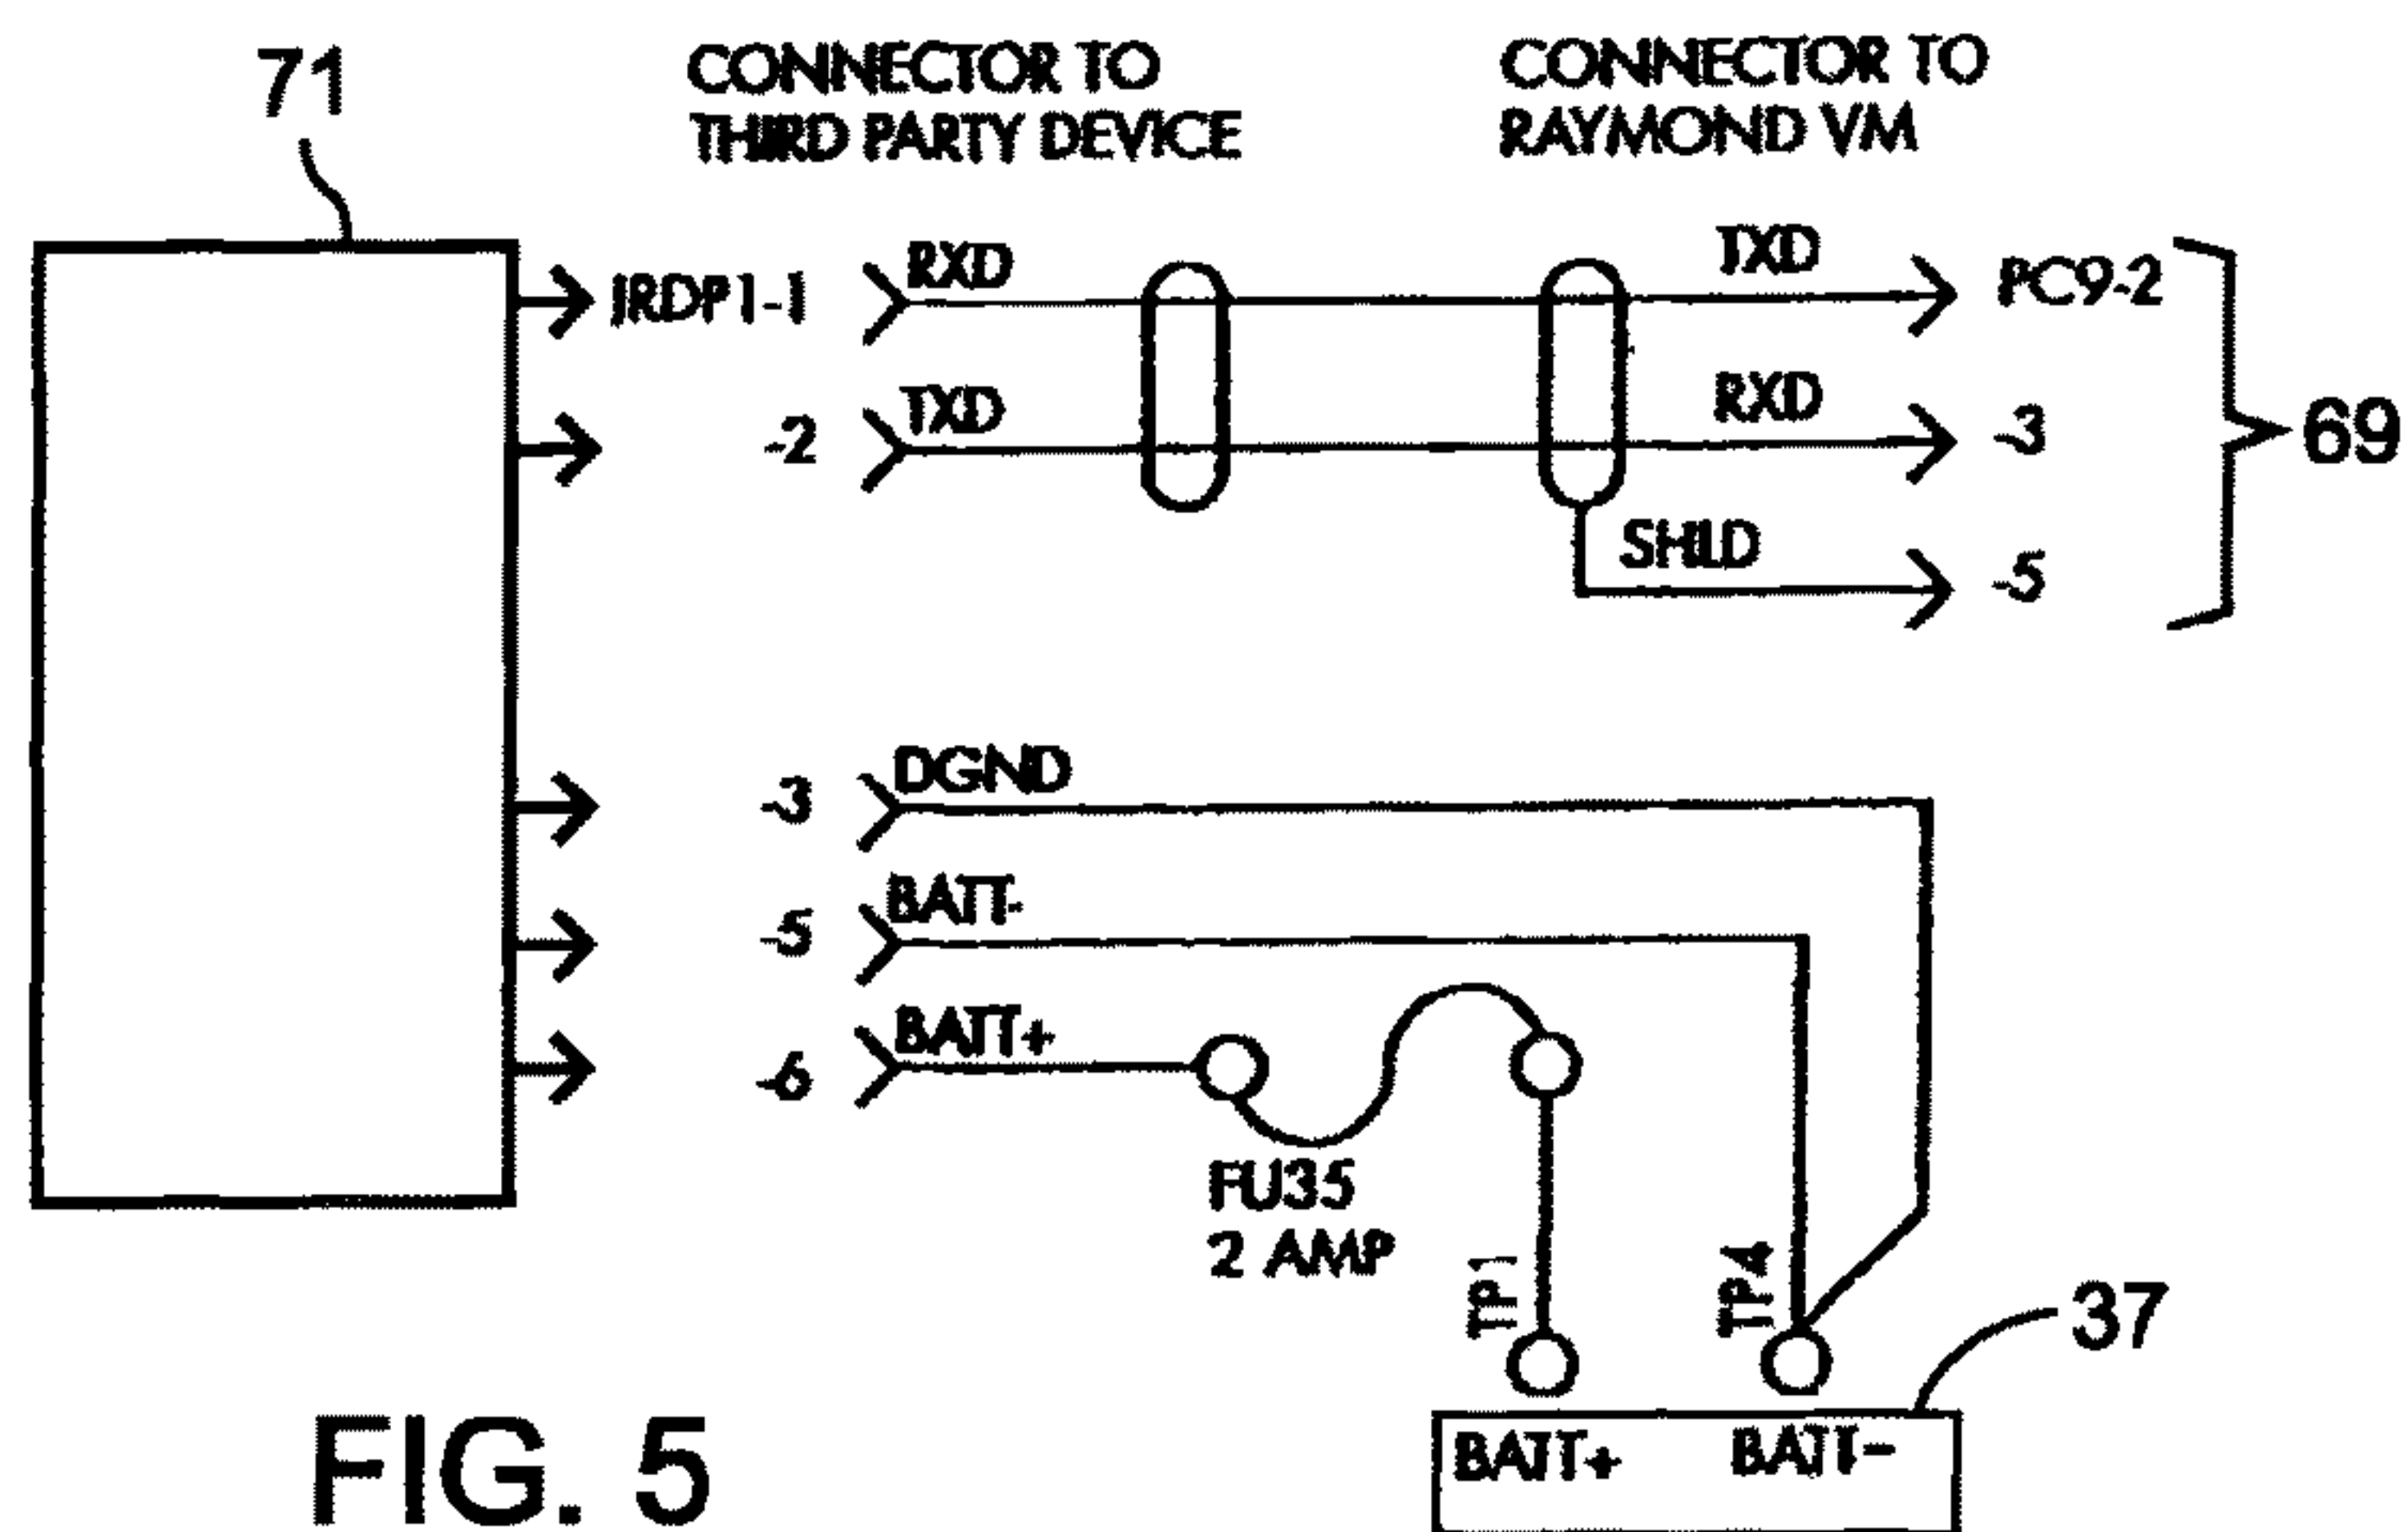 71
CONNECTOR TO
THIRD PARTY DEVICE
CONNECTOR TO
RAYMOND VM
JRDP1-1
RXD
TXD
PC9-2
-2
TXD
RXD
-3
69
SHLD
-5
-3
DGND
-5
BATT-
-6
BATT+
FU35
2 AMP
TP1
TP4
37
BATT+
BATT-
FIG. 5